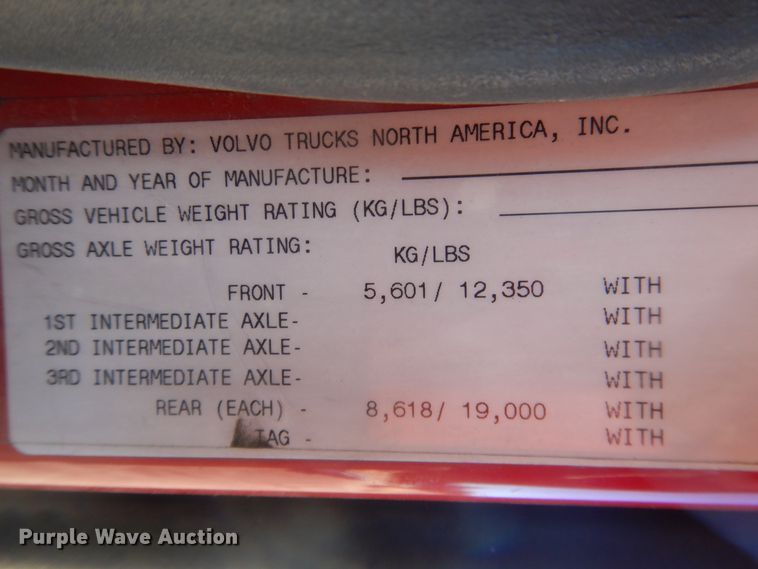 MANUFACTURED BY: VOLVO TRUCKS NORTH AMERICA, INC.
MONTH AND YEAR OF MANUFACTURE:
GROSS VEHICLE WEIGHT RATING (KG/LBS):
GROSS AXLE WEIGHT RATING: KG/LBS
FRONT - 5,601/ 12,350 WITH
1ST INTERMEDIATE AXLE- WITH
2ND INTERMEDIATE AXLE- WITH
3RD INTERMEDIATE AXLE- WITH
REAR (EACH) - 8,618/ 19,000 WITH
TAG - WITH
Purple Wave Auction